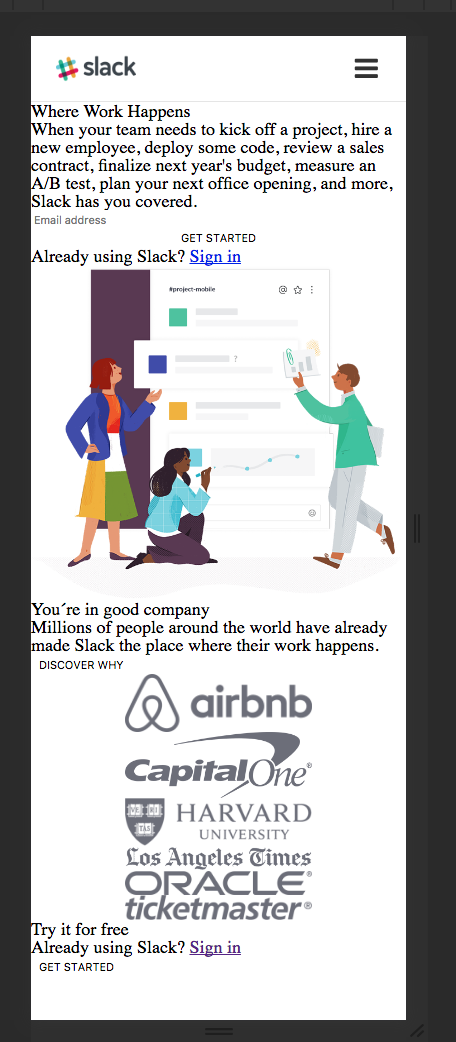 slack
Where Work Happens
When your team needs to kick off a project, hire a
new employee, deploy some code, review a sales
contract, finalize next year's budget, measure an
A/B test, plan your next office opening, and more,
Slack has you covered.
Email address
GET STARTED
Already using Slack? Sign in
#project-mobile
@
?
@
You´re in good company
Millions of people around the world have already
made Slack the place where their work happens.
DISCOVER WHY
airbnb
Capital One®
VE RI TAS
HARVARD
UNIVERSITY
Los Angeles Times
ORACLE®
ticketmaster®
Try it for free
Already using Slack? Sign in
GET STARTED